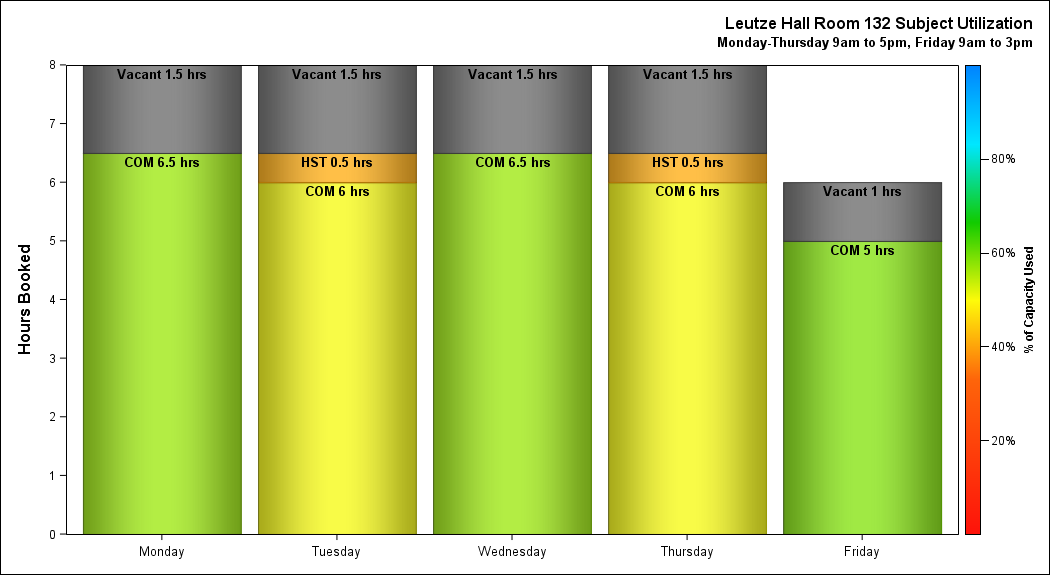 Leutze Hall Room 132 Subject Utilization
Monday-Thursday 9am to 5pm, Friday 9am to 3pm
Hours Booked
8
7
6
5
4
3
2
1
0
Vacant 1.5 hrs
COM 6.5 hrs
Vacant 1.5 hrs
HST 0.5 hrs
COM 6 hrs
Vacant 1.5 hrs
COM 6.5 hrs
Vacant 1.5 hrs
HST 0.5 hrs
COM 6 hrs
Vacant 1 hrs
COM 5 hrs
Monday
Tuesday
Wednesday
Thursday
Friday
80%
60%
40%
20%
% of Capacity Used